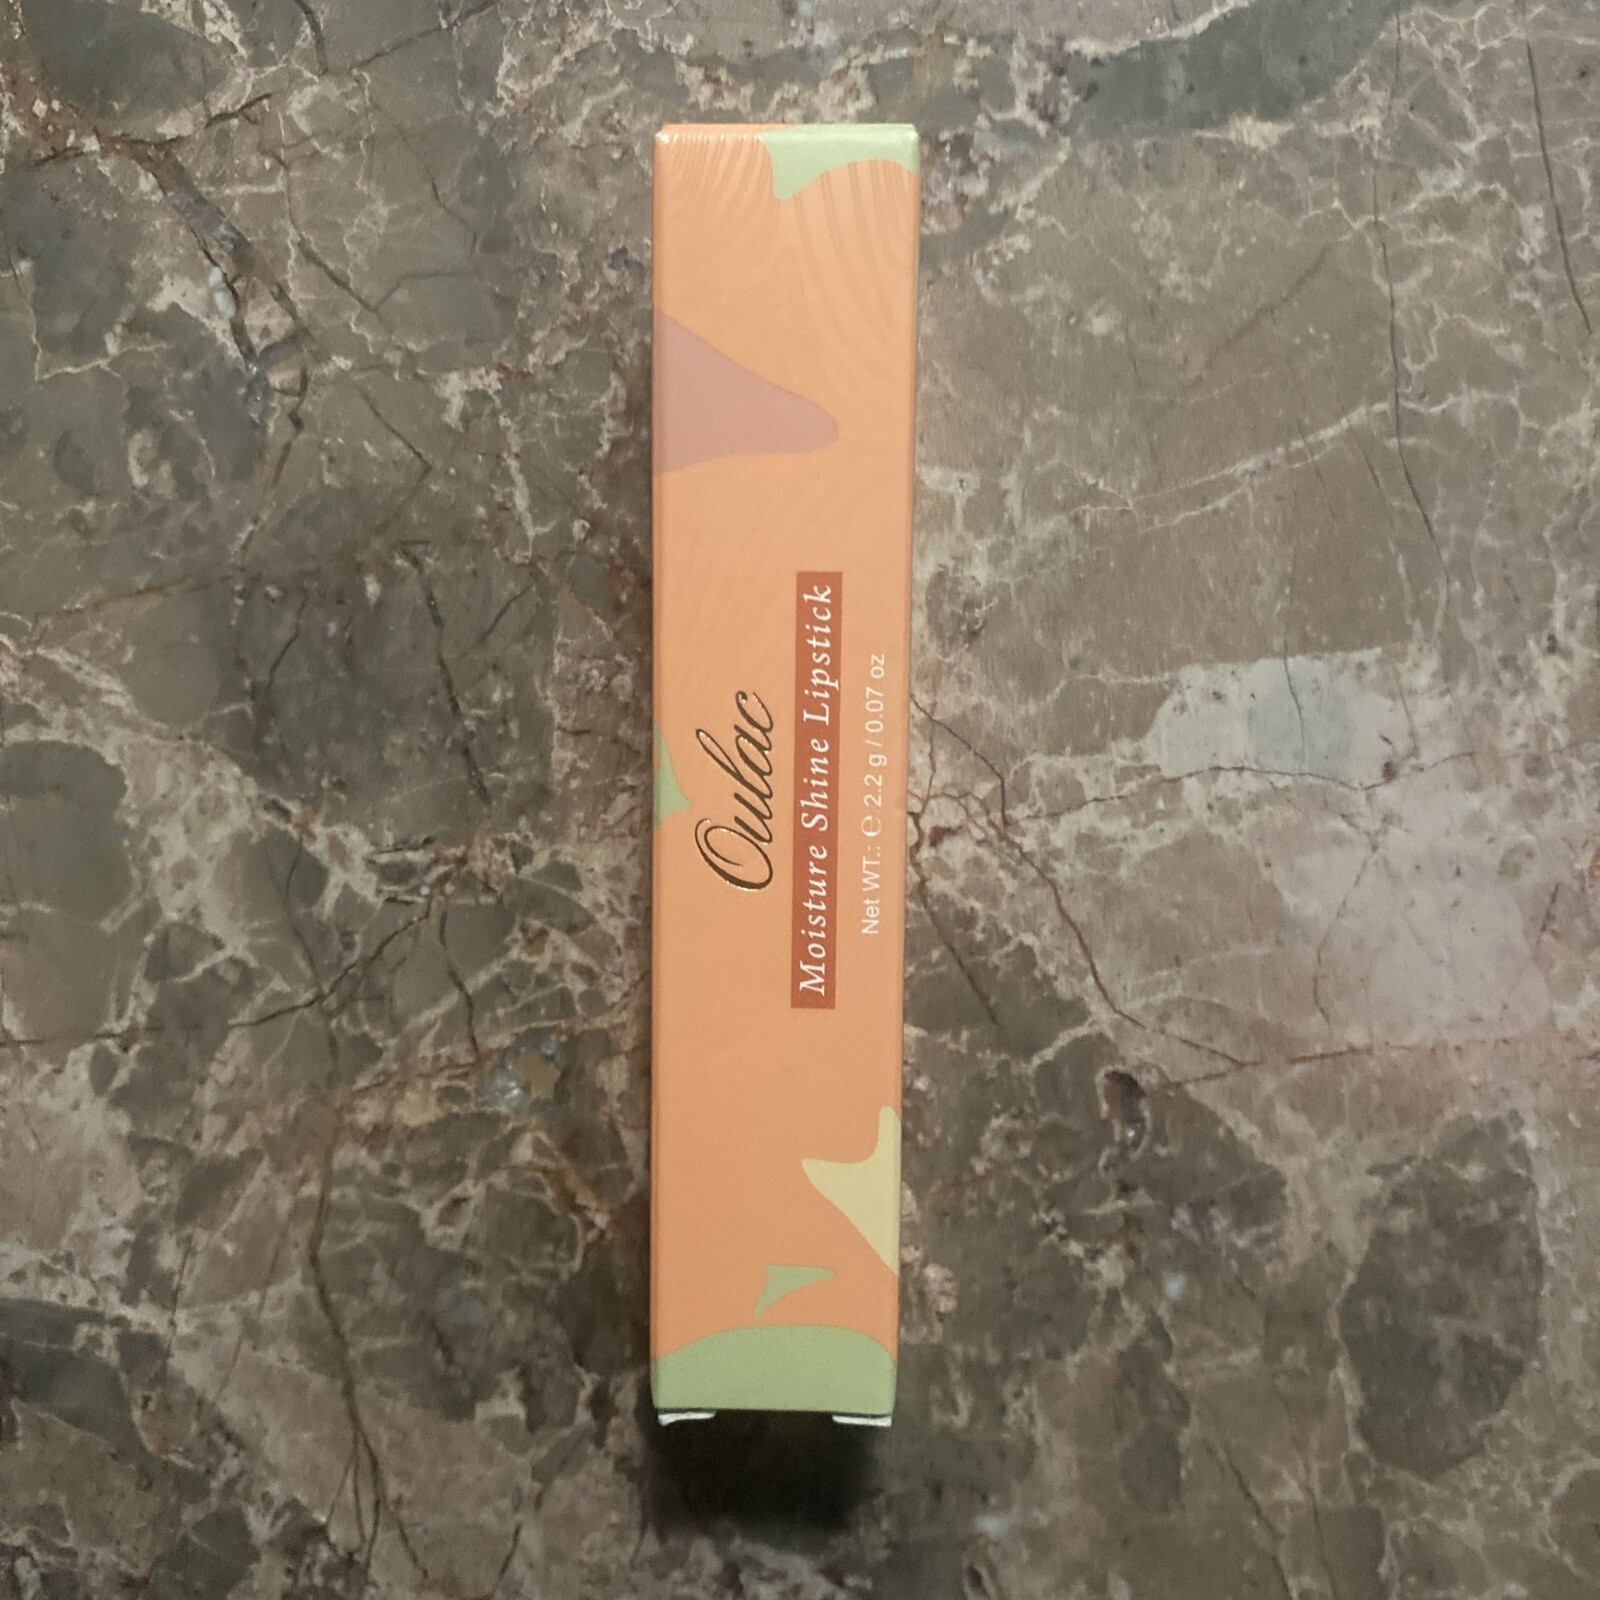 Oulac
Moisture Shine Lipstick
Net WT.: ℮ 2.2 g / 0.07 oz